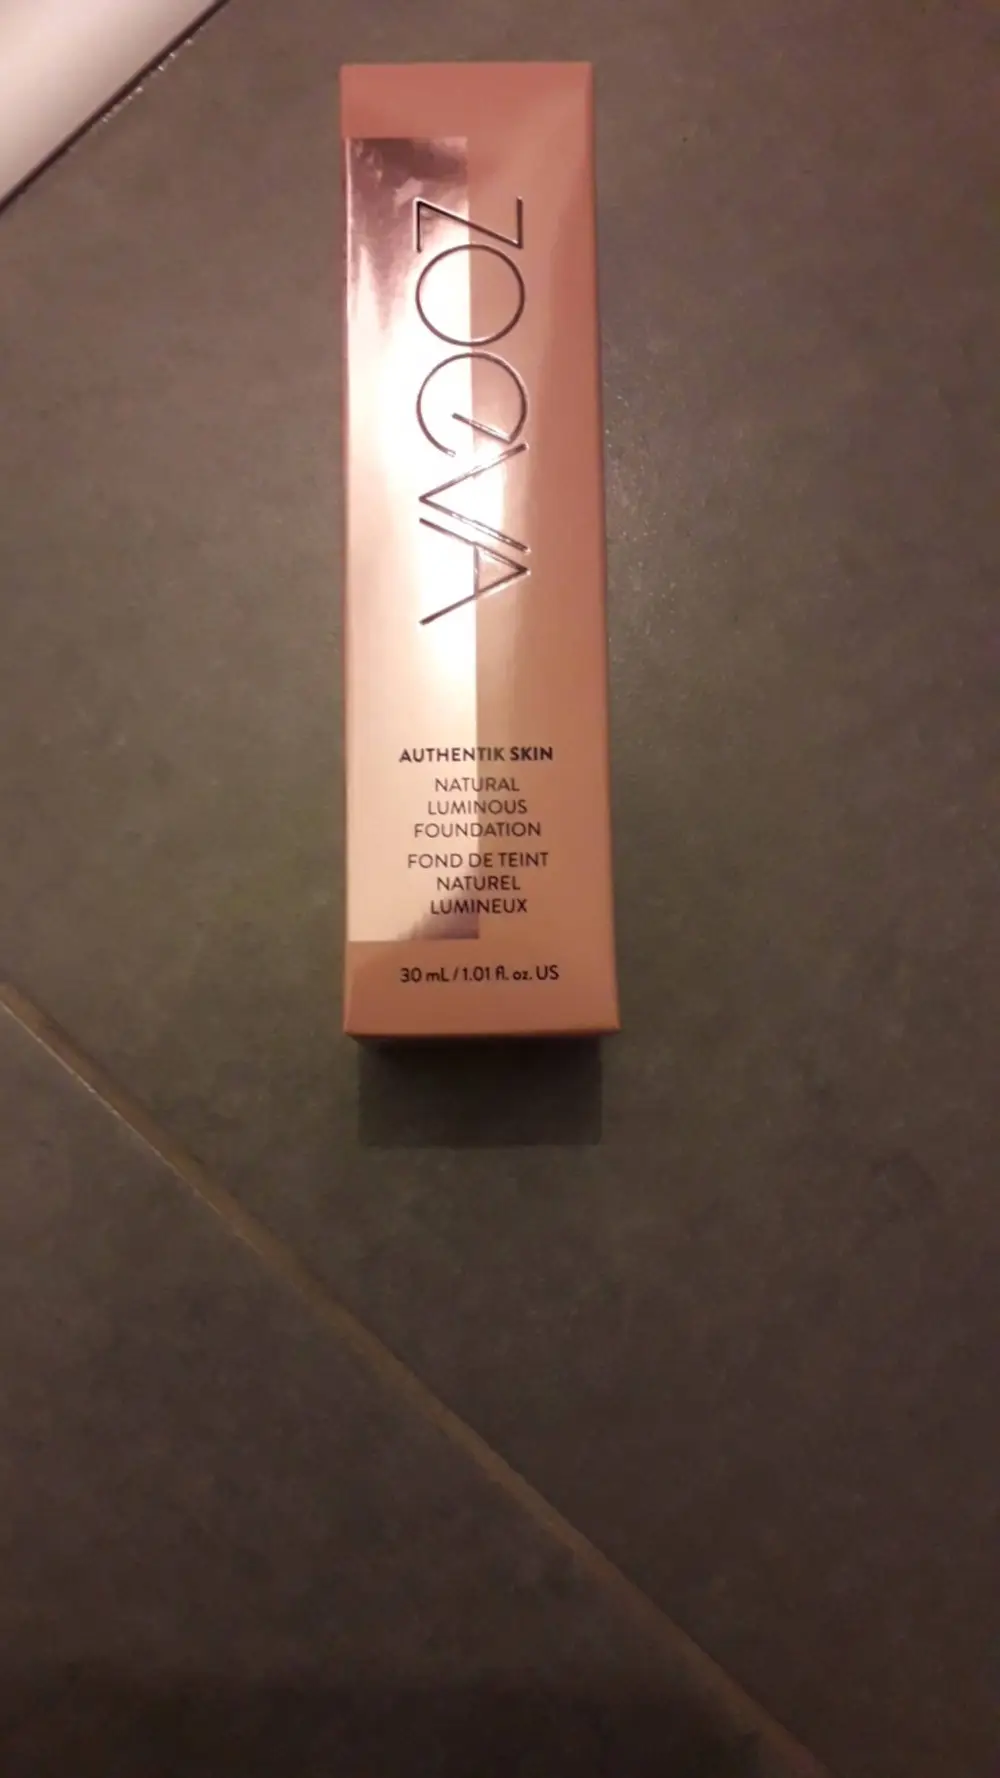 ZOEVA
AUTHENTIK SKIN
NATURAL
LUMINOUS
FOUNDATION
FOND DE TEINT
NATUREL
LUMINEUX
30 mL / 1.01 fl. oz. US